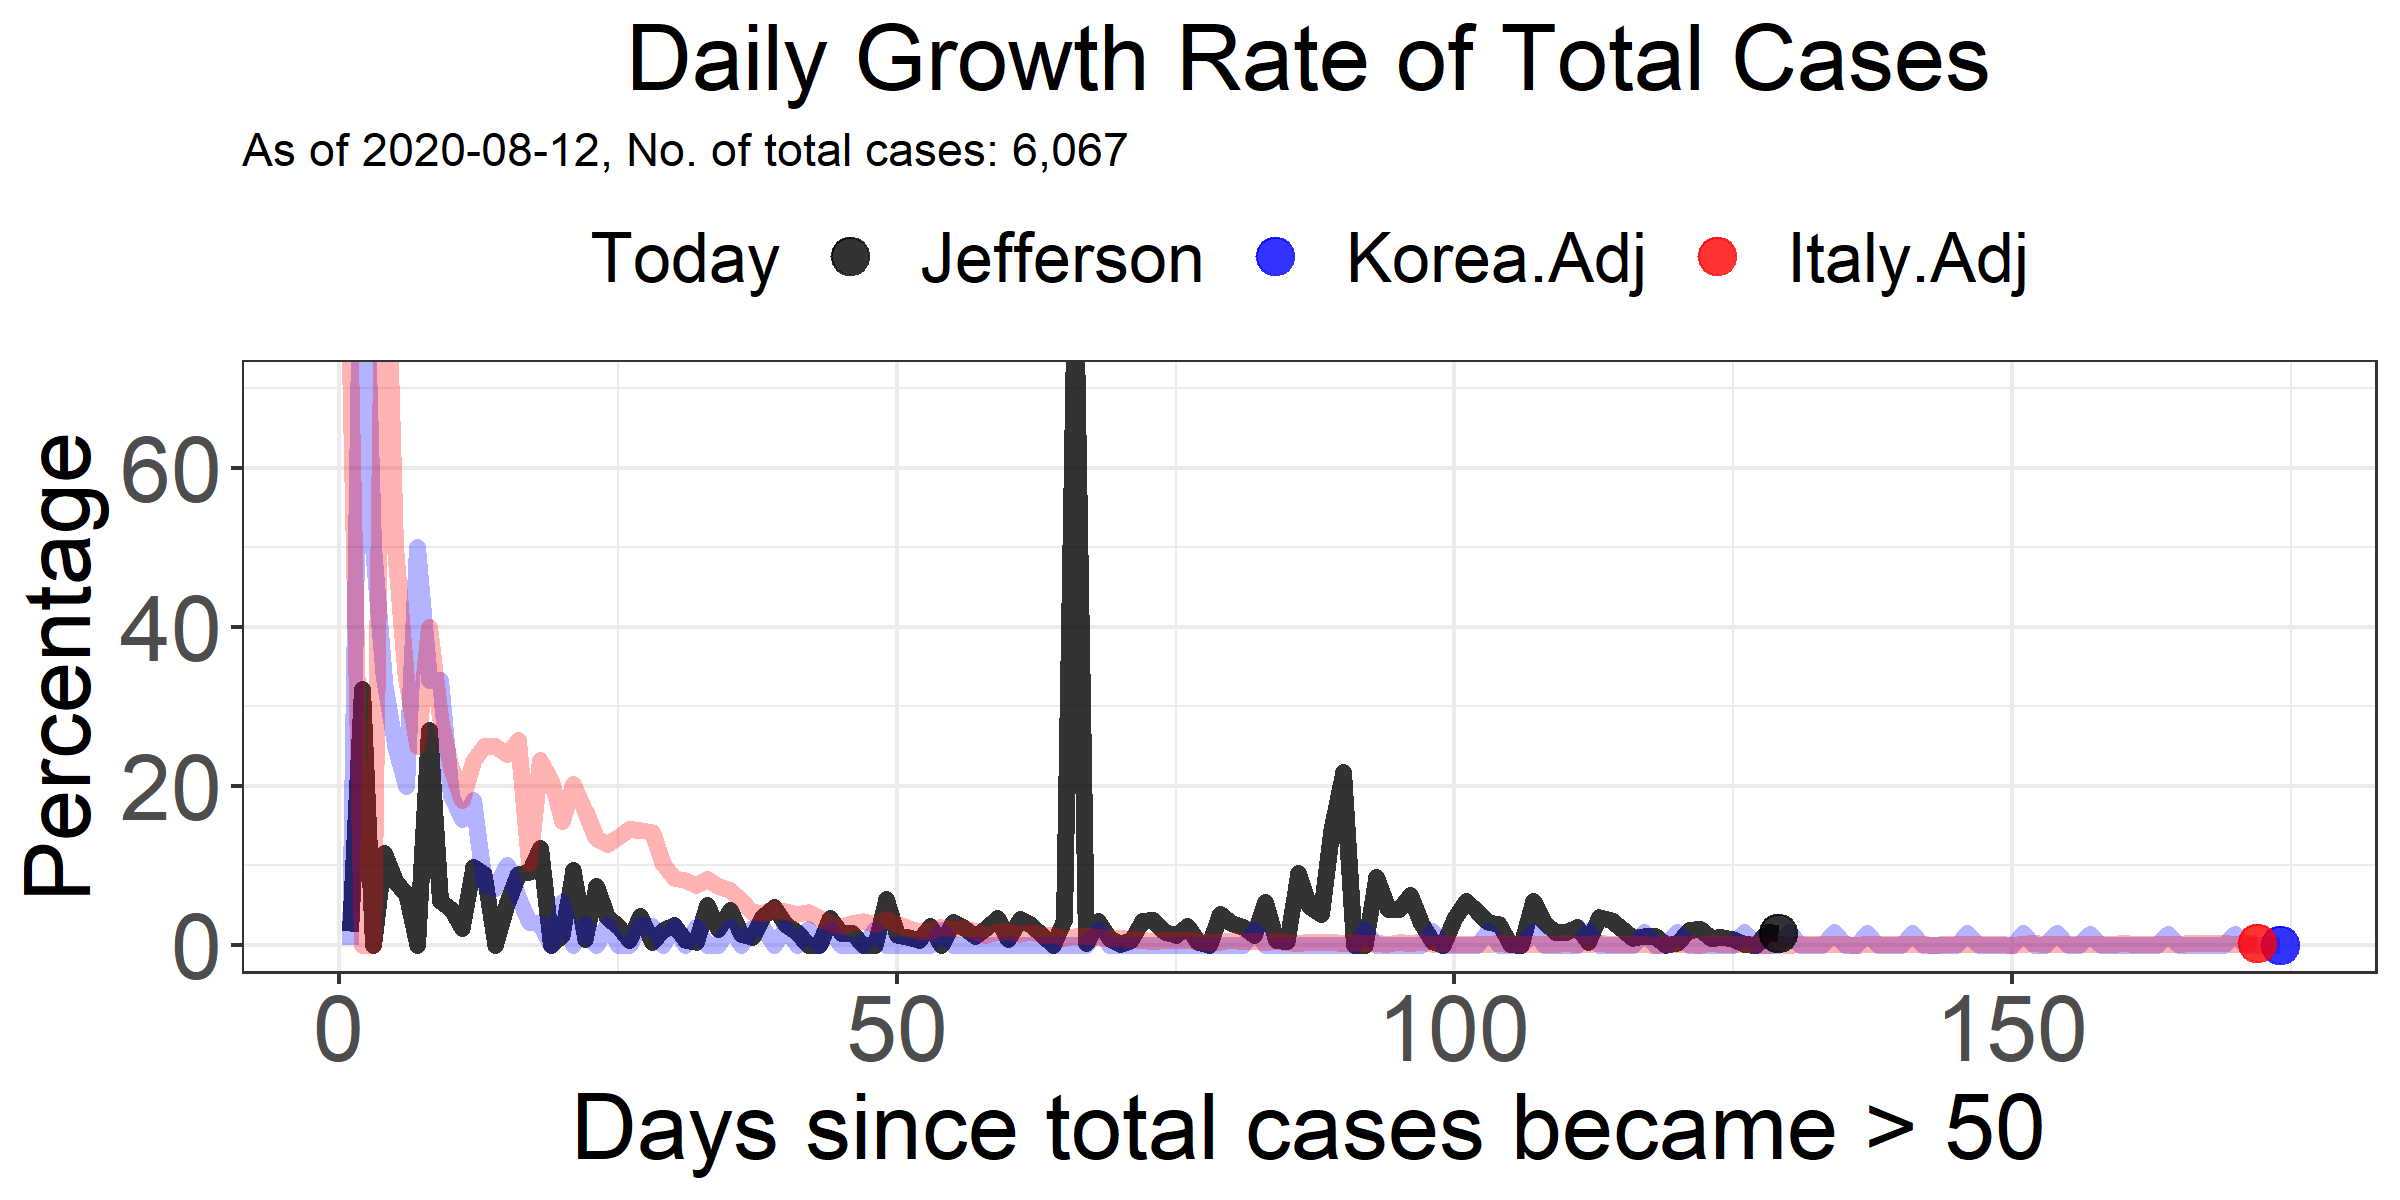 Daily Growth Rate of Total Cases
As of 2020-08-12, No. of total cases: 6,067
Today Jefferson Korea.Adj Italy.Adj
Percentage
60
40
20
0
0 50 100 150
Days since total cases became > 50